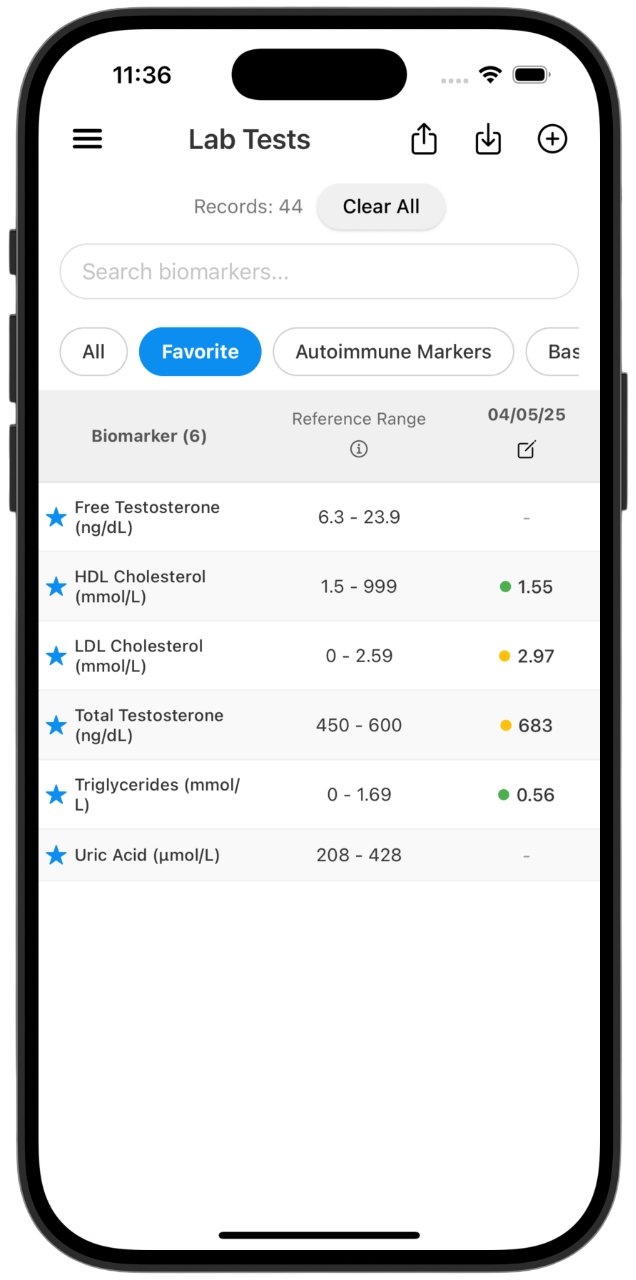 11:36
Lab Tests
Records: 44
Clear All
Search biomarkers...
All
Favorite
Autoimmune Markers
Bas
Biomarker (6)
Reference Range
04/05/25
Free Testosterone
(ng/dL)
6.3 - 23.9
-
HDL Cholesterol
(mmol/L)
1.5 - 999
1.55
LDL Cholesterol
(mmol/L)
0 - 2.59
2.97
Total Testosterone
(ng/dL)
450 - 600
683
Triglycerides (mmol/
L)
0 - 1.69
0.56
Uric Acid (μmol/L)
208 - 428
-